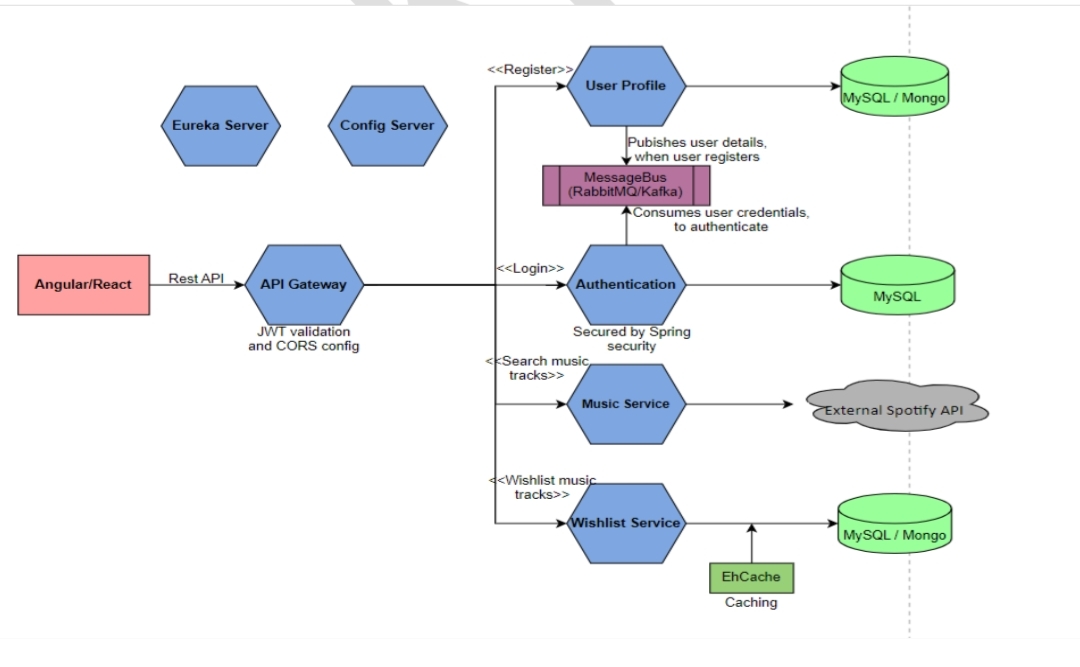 <<Register>>
User Profile
MySQL / Mongo
Eureka Server
Config Server
Pubishes user details,
when user registers
MessageBus
(RabbitMQ/Kafka)
Consumes user credentials,
to authenticate
Angular/React
Rest API
API Gateway
JWT validation
and CORS config
<<Login>>
Authentication
Secured by Spring
security
MySQL
<<Search music
tracks>>
Music Service
External Spotify API
<<Wishlist music
tracks>>
Wishlist Service
MySQL / Mongo
EhCache
Caching